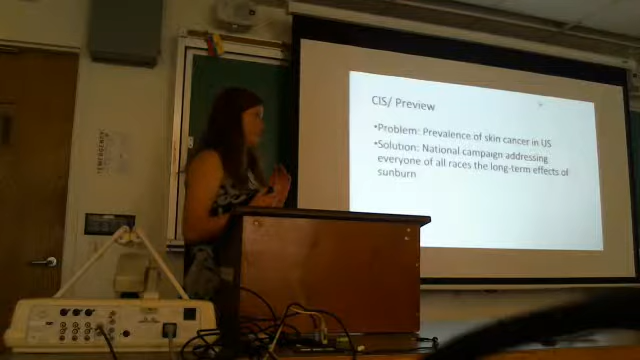 CIS/ Preview
•Problem: Prevalence of skin cancer in US
•Solution: National campaign addressing
everyone of all races the long-term effects of
sunburn
EMERGENCY